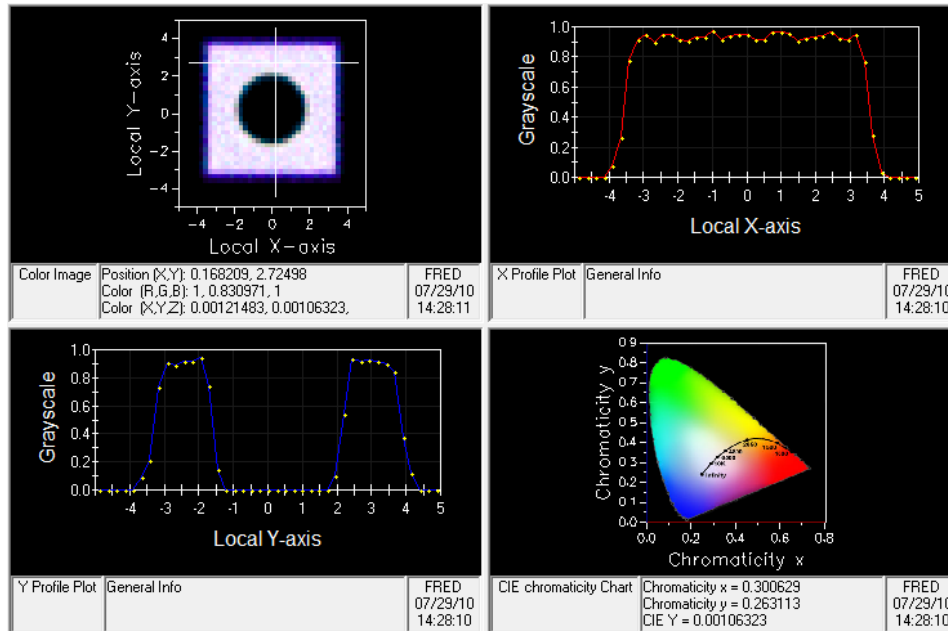 4
2
0
-2
-4
Local Y-axis
-4 -2 0 2 4
Local X-axis
Color Image
Position (X,Y): 0.168209, 2.72498
Color (R,G,B): 1, 0.830971, 1
Color (X,Y,Z): 0.00121483, 0.00106323,
FRED
07/29/10
14:28:11
1.0
0.8
0.6
0.4
0.2
0.0
Grayscale
-4 -3 -2 -1 0 1 2 3 4 5
Local X-axis
X Profile Plot
General Info
FRED
07/29/10
14:28:10
1.0
0.8
0.6
0.4
0.2
0.0
Grayscale
-4 -3 -2 -1 0 1 2 3 4 5
Local Y-axis
Y Profile Plot
General Info
FRED
07/29/10
14:28:10
0.9
0.8
0.7
0.6
0.5
0.4
0.3
0.2
0.1
0.0
Chromaticity y
Infinity
0.0 0.2 0.4 0.6 0.8
Chromaticity x
CIE chromaticity Chart
Chromaticity x = 0.300629
Chromaticity y = 0.263113
CIE Y = 0.00106323
FRED
07/29/10
14:28:10